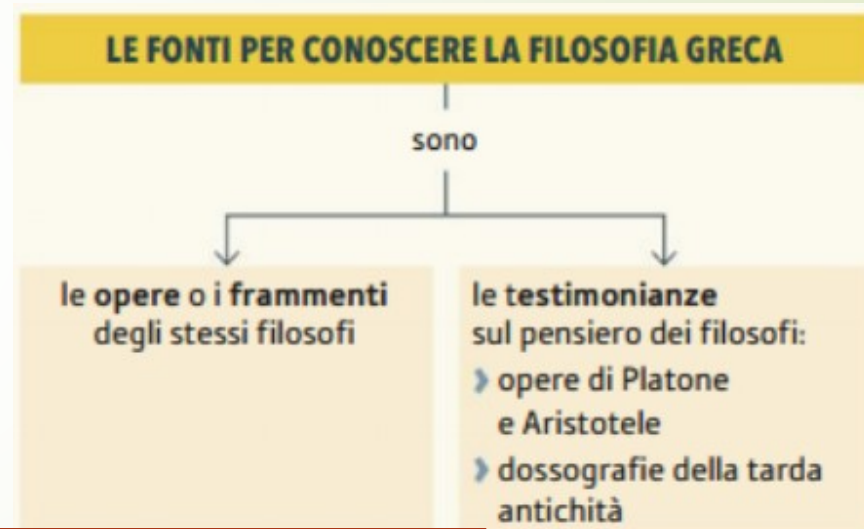 LE FONTI PER CONOSCERE LA FILOSOFIA GRECA
sono
le opere o i frammenti
degli stessi filosofi
le testimonianze
sul pensiero dei filosofi:
› opere di Platone
e Aristotele
› dossografie della tarda
antichità